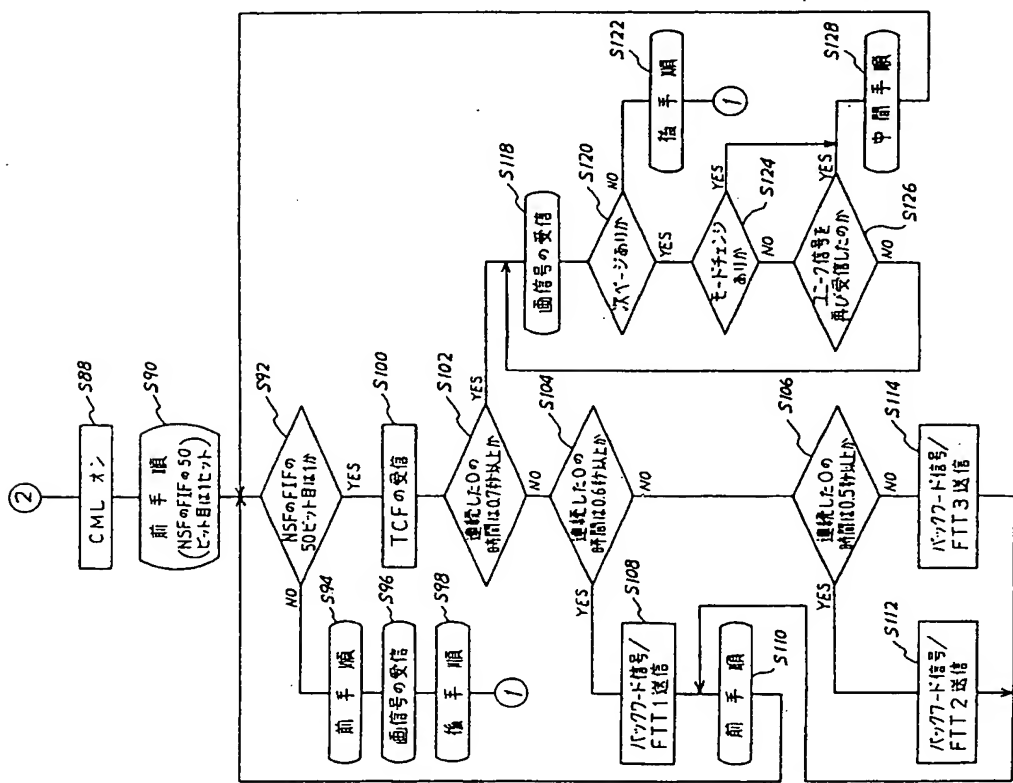 ②
CMLオン
S88
前手順
(NSFのFIFの50
ビット目は1ヒット)
S90
NSFのFIFの
50ビット目は1か
S92
NO
YES
前手順
S94
画信号の受信
S96
後手順
S98
①
TCFの受信
S100
連続した0の
時間は0.7秒以上か
S102
YES
NO
連続した0の
時間は0.6秒以上か
S104
YES
NO
バックワード信号/
FTT1送信
S108
前手順
S110
連続した0の
時間は0.5秒以上か
S106
YES
NO
バックワード信号/
FTT2送信
S112
バックワード信号/
FTT3送信
S114
画信号の受信
S118
次ページありか
S120
NO
YES
後手順
S122
①
モードチェンジ
ありか
S124
YES
NO
ユニーク信号を
再び受信したのか
S126
YES
NO
中間手順
S128